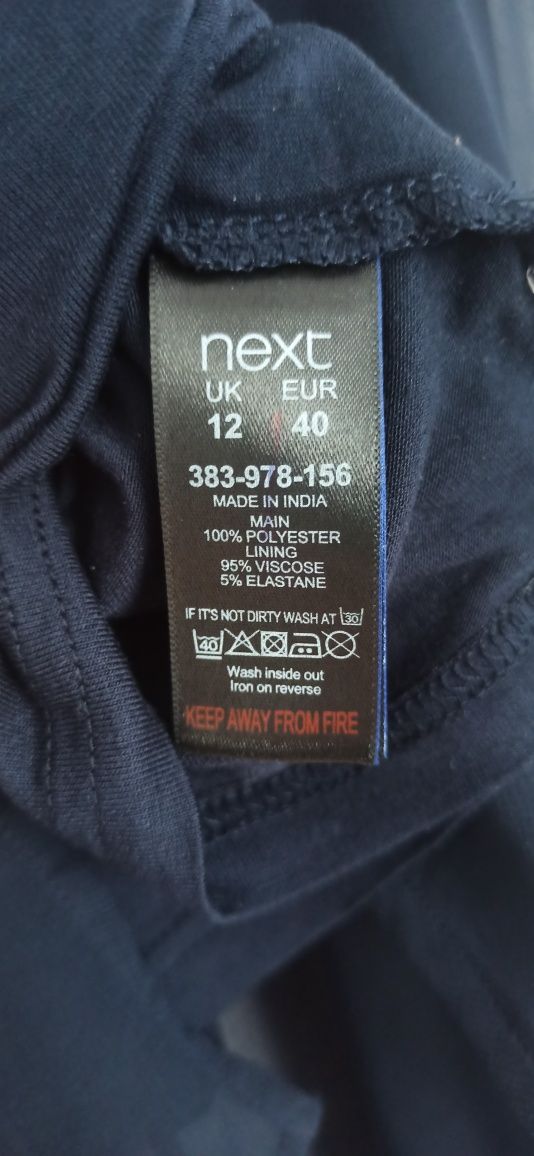 next
UK EUR
12 40
383-978-156
MADE IN INDIA
MAIN
100% POLYESTER
LINING
95% VISCOSE
5% ELASTANE
IF IT'S NOT DIRTY WASH AT 30
40
Wash inside out
Iron on reverse
KEEP AWAY FROM FIRE